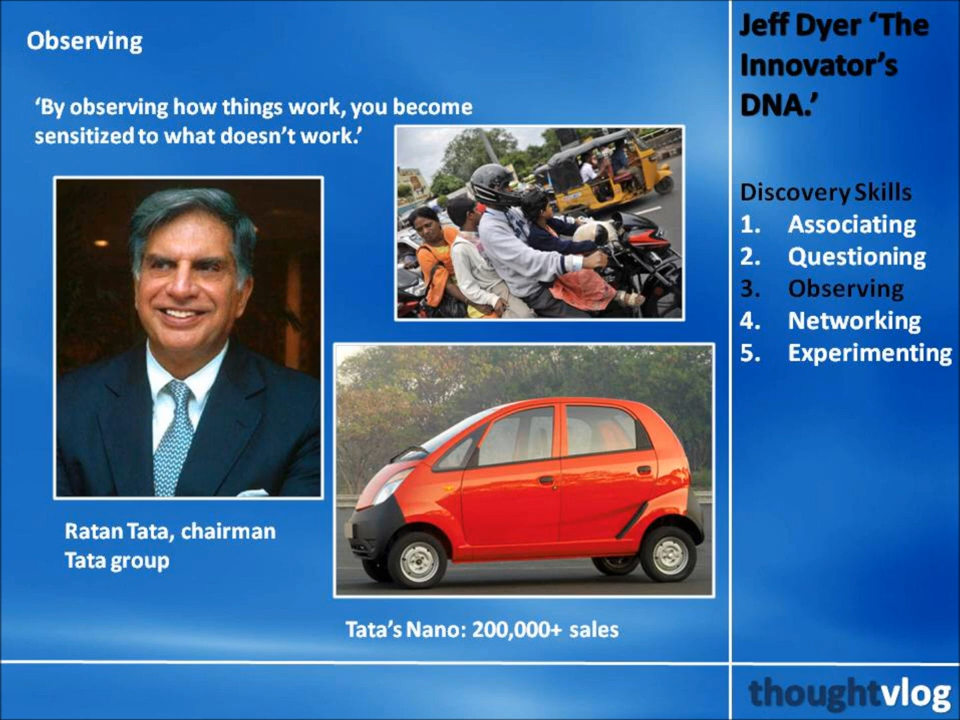 Observing
‘By observing how things work, you become
sensitized to what doesn’t work.’
Ratan Tata, chairman
Tata group
Tata’s Nano: 200,000+ sales
Jeff Dyer ‘The
Innovator’s
DNA.’
Discovery Skills
1. Associating
2. Questioning
3. Observing
4. Networking
5. Experimenting
thoughtvlog